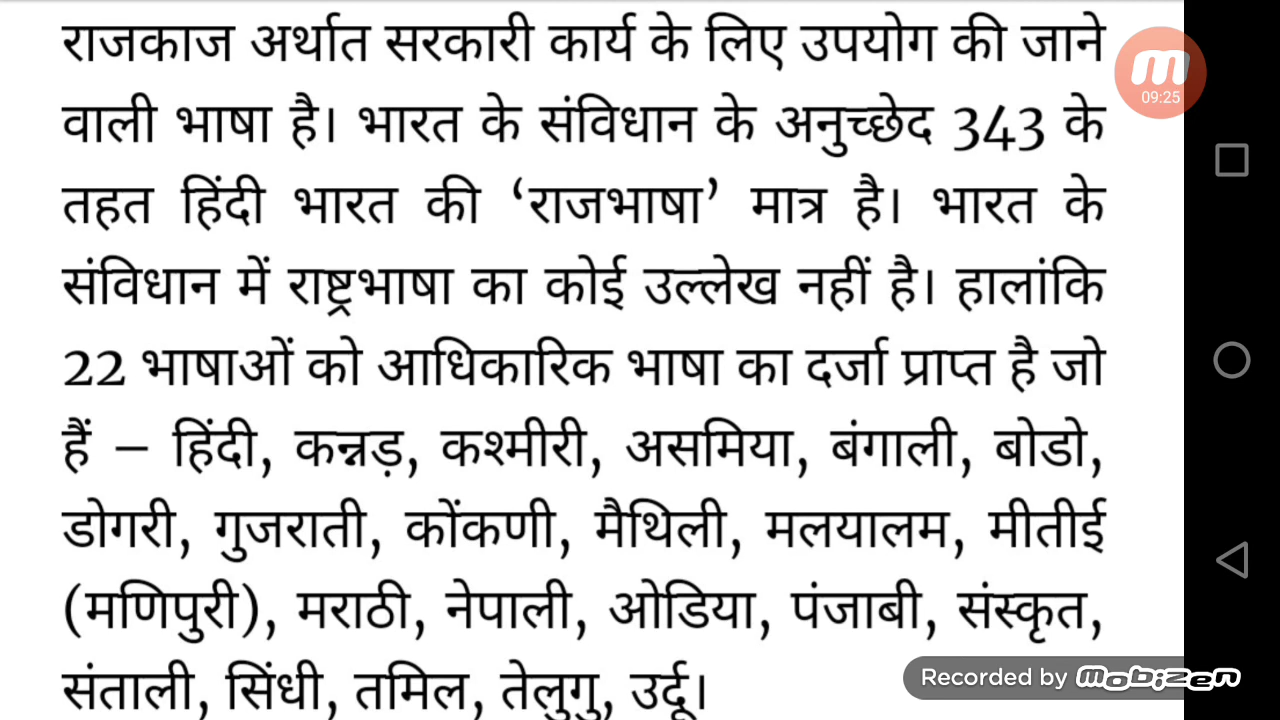 राजकाज अर्थात सरकारी कार्य के लिए उपयोग की जाने
वाली भाषा है। भारत के संविधान के अनुच्छेद 343 के
तहत हिंदी भारत की ‘राजभाषा’ मात्र है। भारत के
संविधान में राष्ट्रभाषा का कोई उल्लेख नहीं है। हालांकि
22 भाषाओं को आधिकारिक भाषा का दर्जा प्राप्त है जो
हैं – हिंदी, कन्नड़, कश्मीरी, असमिया, बंगाली, बोडो,
डोगरी, गुजराती, कोंकणी, मैथिली, मलयालम, मीतीई
(मणिपुरी), मराठी, नेपाली, ओडिया, पंजाबी, संस्कृत,
संताली, सिंधी, तमिल, तेलुगु, उर्दू।
m
09:25
Recorded by mobizen